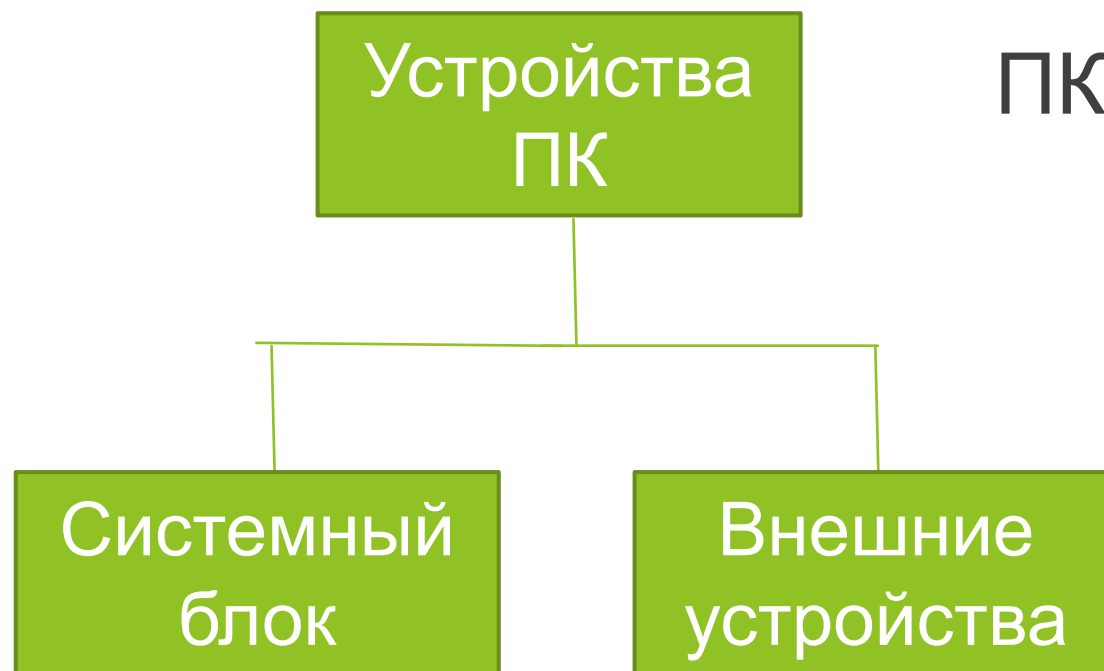 Устройства
ПК
ПК
Системный
блок
Внешние
устройства